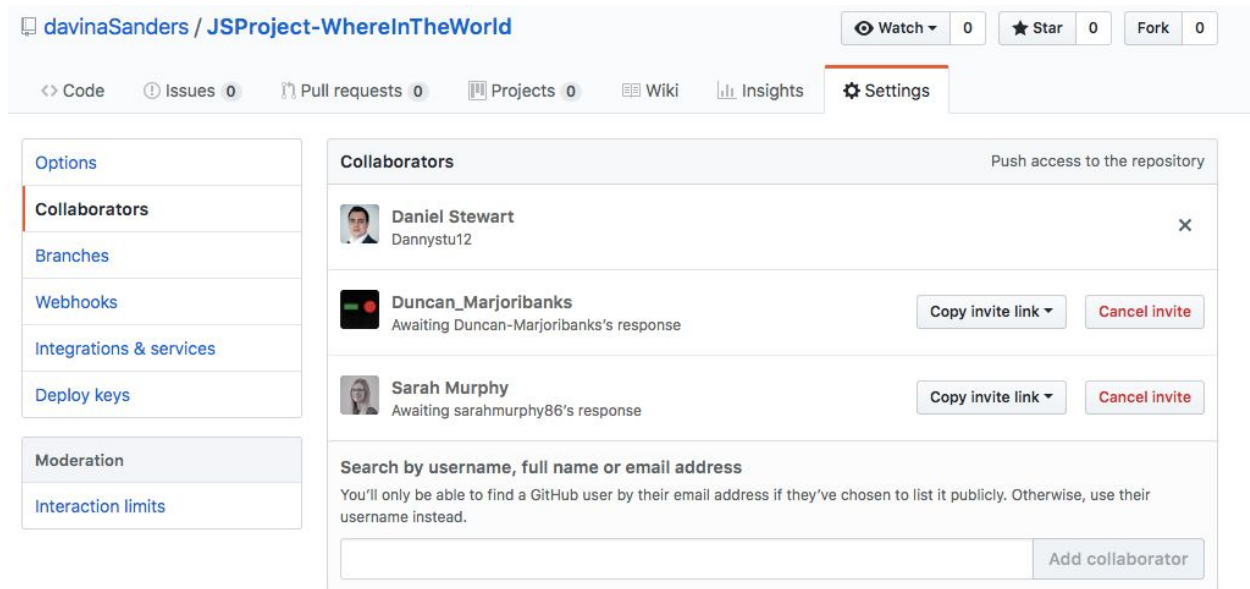 davinaSanders / JSProject-WhereInTheWorld
Watch 0 Star 0 Fork 0
<> Code Issues 0 Pull requests 0 Projects 0 Wiki Insights Settings
Options
Collaborators
Branches
Webhooks
Integrations & services
Deploy keys
Moderation
Interaction limits
Collaborators Push access to the repository
Daniel Stewart
Dannystu12
Duncan_Marjoribanks
Awaiting Duncan-Marjoribanks's response
Copy invite link Cancel invite
Sarah Murphy
Awaiting sarahmurphy86's response
Copy invite link Cancel invite
Search by username, full name or email address
You'll only be able to find a GitHub user by their email address if they've chosen to list it publicly. Otherwise, use their
username instead.
Add collaborator